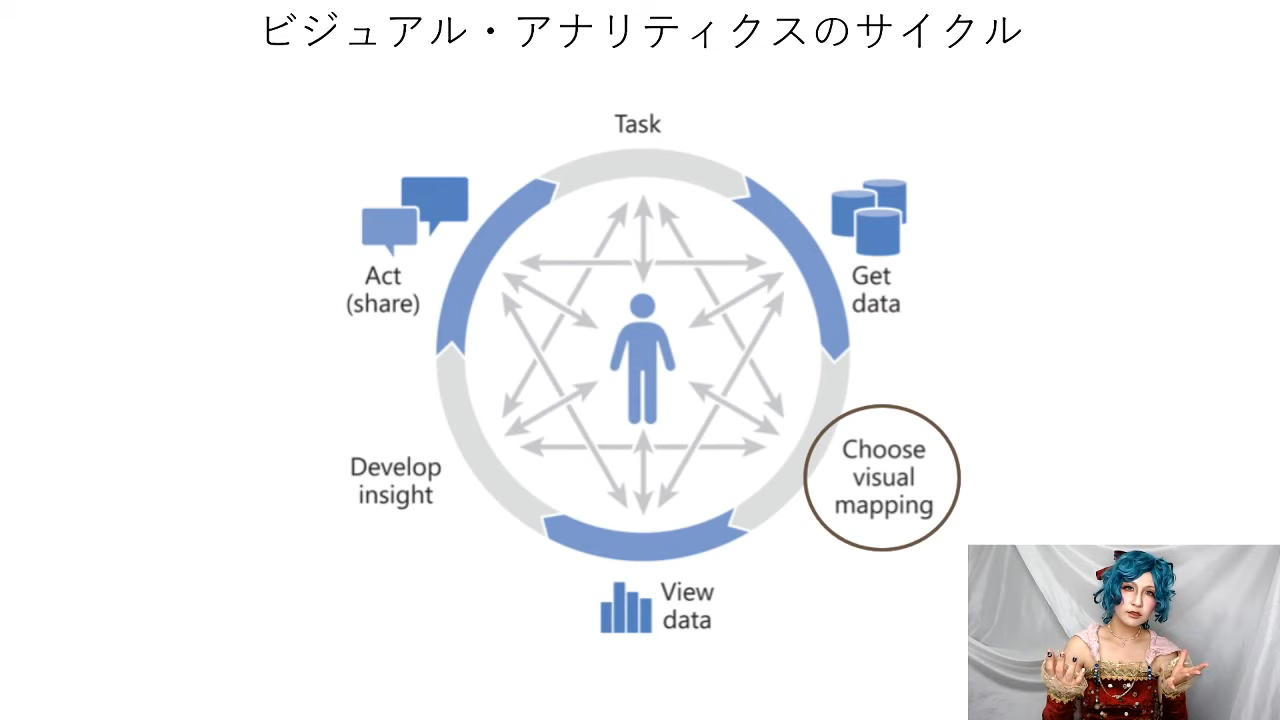 ビジュアル・アナリティクスのサイクル
Task
Get
data
Choose
visual
mapping
View
data
Develop
insight
Act
(share)